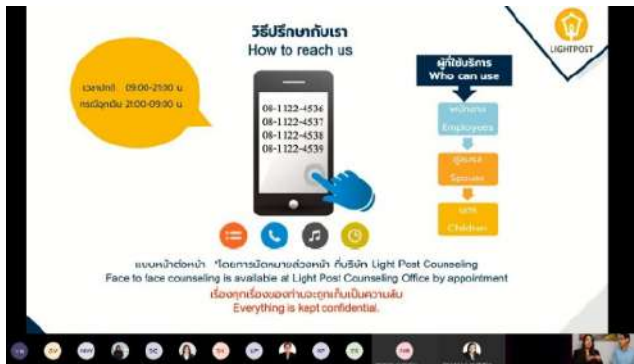 วิธีปรึกษากับเรา
How to reach us
LIGHTPOST
เวลาปกติ 09:00-21:00 น
กรณีฉุกเฉิน 21:00-09:00 น
08-1122-4536
08-1122-4537
08-1122-4538
08-1122-4539
ผู้ที่ใช้บริการ
Who can use
พนักงาน
Employees
คู่สมรส
Spouses
บุตร
Children
แบบหน้าต่อหน้า *โดยการนัดหมายล่วงหน้า ที่บริษัท Light Post Counseling
Face to face counseling is available at Light Post Counseling Office by appointment
เรื่องทุกเรื่องของท่านจะถูกเก็บเป็นความลับ
Everything is kept confidential.